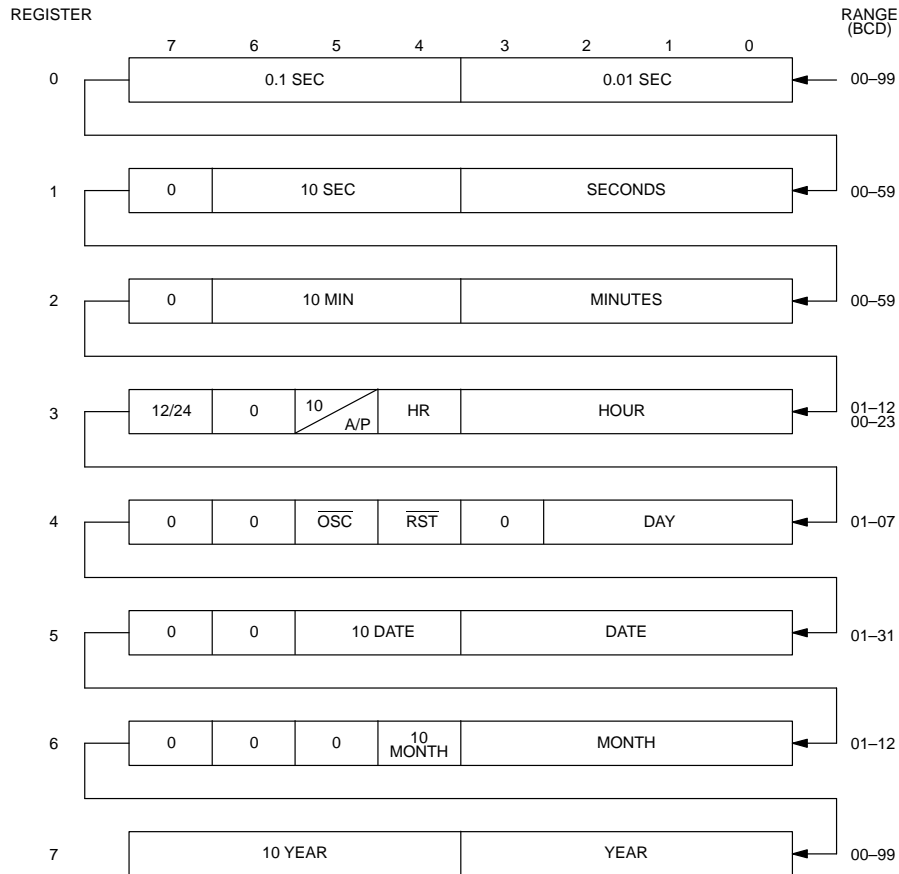 REGISTER
RANGE
(BCD)
7 6 5 4 3 2 1 0
0 0.1 SEC 0.01 SEC 00–99
1 0 10 SEC SECONDS 00–59
2 0 10 MIN MINUTES 00–59
3 12/24 0 10 A/P HR HOUR 01–12
00–23
4 0 0 OSC RST 0 DAY 01–07
5 0 0 10 DATE DATE 01–31
6 0 0 0 10 MONTH MONTH 01–12
7 10 YEAR YEAR 00–99